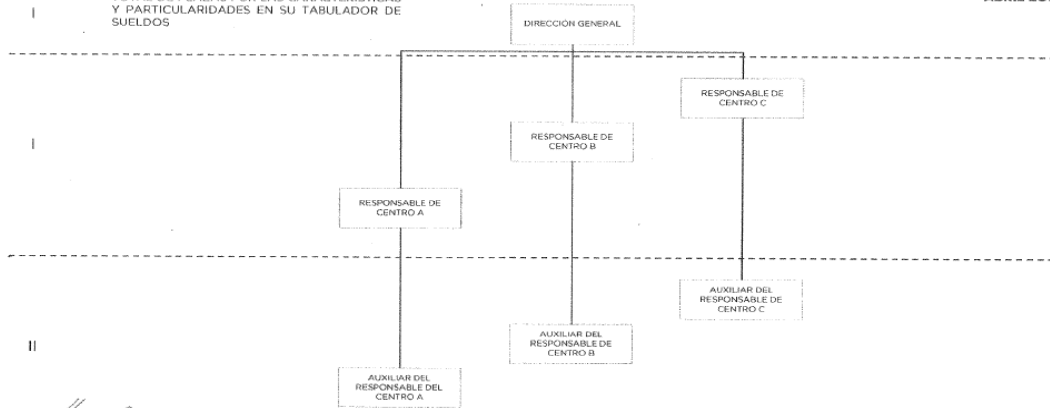 Y PARTICULARIDADES EN SU TABULADOR DE
SUELDOS
I
DIRECCIÓN GENERAL
RESPONSABLE DE
CENTRO C
I
RESPONSABLE DE
CENTRO B
RESPONSABLE DE
CENTRO A
AUXILIAR DEL
RESPONSABLE DE
CENTRO C
II
AUXILIAR DEL
RESPONSABLE DE
CENTRO B
AUXILIAR DEL
RESPONSABLE DEL
CENTRO A